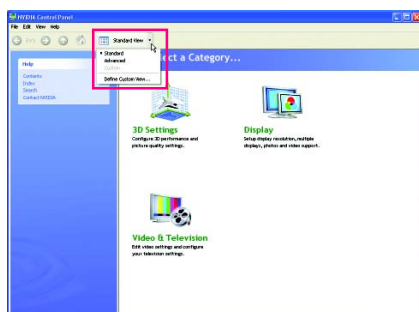 NVIDIA Control Panel
File Edit View Help
Standard View
Standard
Advanced
Custom
Define Custom View...
ect a Category...
Help
Contents
Index
Search
Contact NVIDIA
3D Settings
Configure 3D performance and
picture quality settings.
Display
Setup display resolution, multiple
displays, photos and video support.
Video & Television
Edit video settings and configure
your television settings.